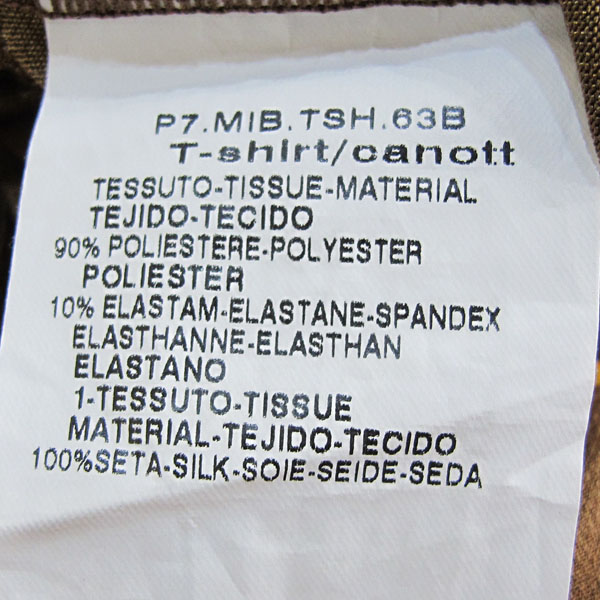 P7.MIB.TSH.63B
T-shirt/canott
TESSUTO-TISSUE-MATERIAL
TEJIDO-TECIDO
90% POLIESTERE-POLYESTER
POLIESTER
10% ELASTAM-ELASTANE-SPANDEX
ELASTHANNE-ELASTHAN
ELASTANO
1-TESSUTO-TISSUE
MATERIAL-TEJIDO-TECIDO
100%SETA-SILK-SOIE-SEIDE-SEDA